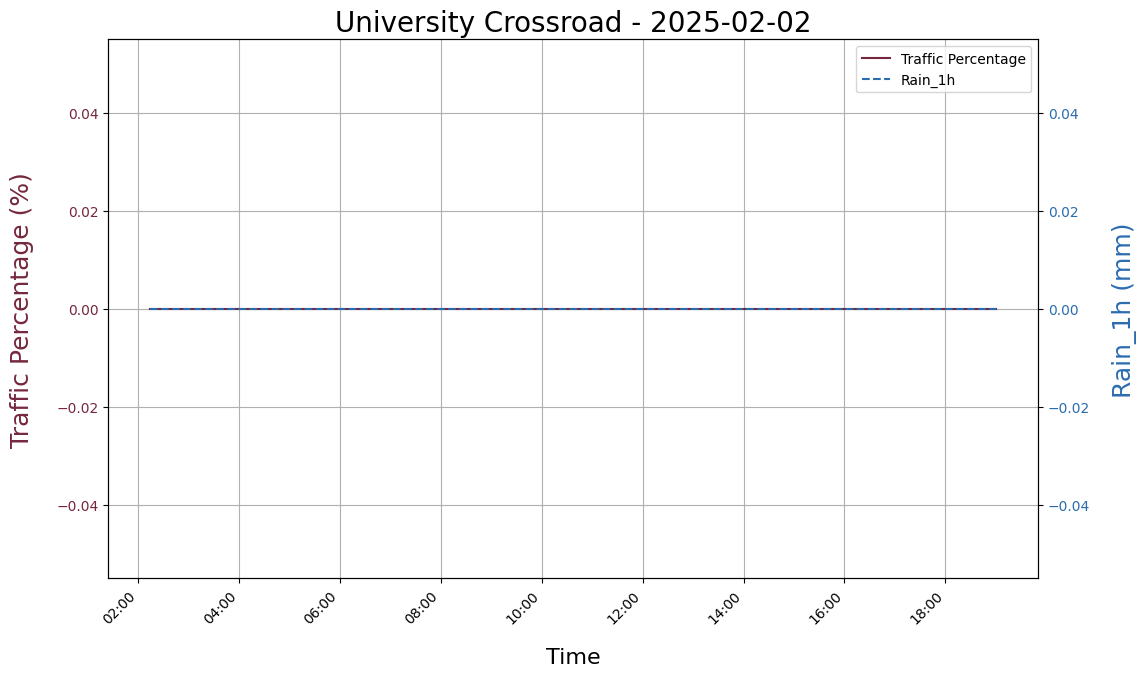 University Crossroad - 2025-02-02
Traffic Percentage
Rain_1h
Traffic Percentage (%)
0.04
0.02
0.00
−0.02
−0.04
0.04
0.02
0.00
−0.02
−0.04
Rain_1h (mm)
02:00 04:00 06:00 08:00 10:00 12:00 14:00 16:00 18:00
Time